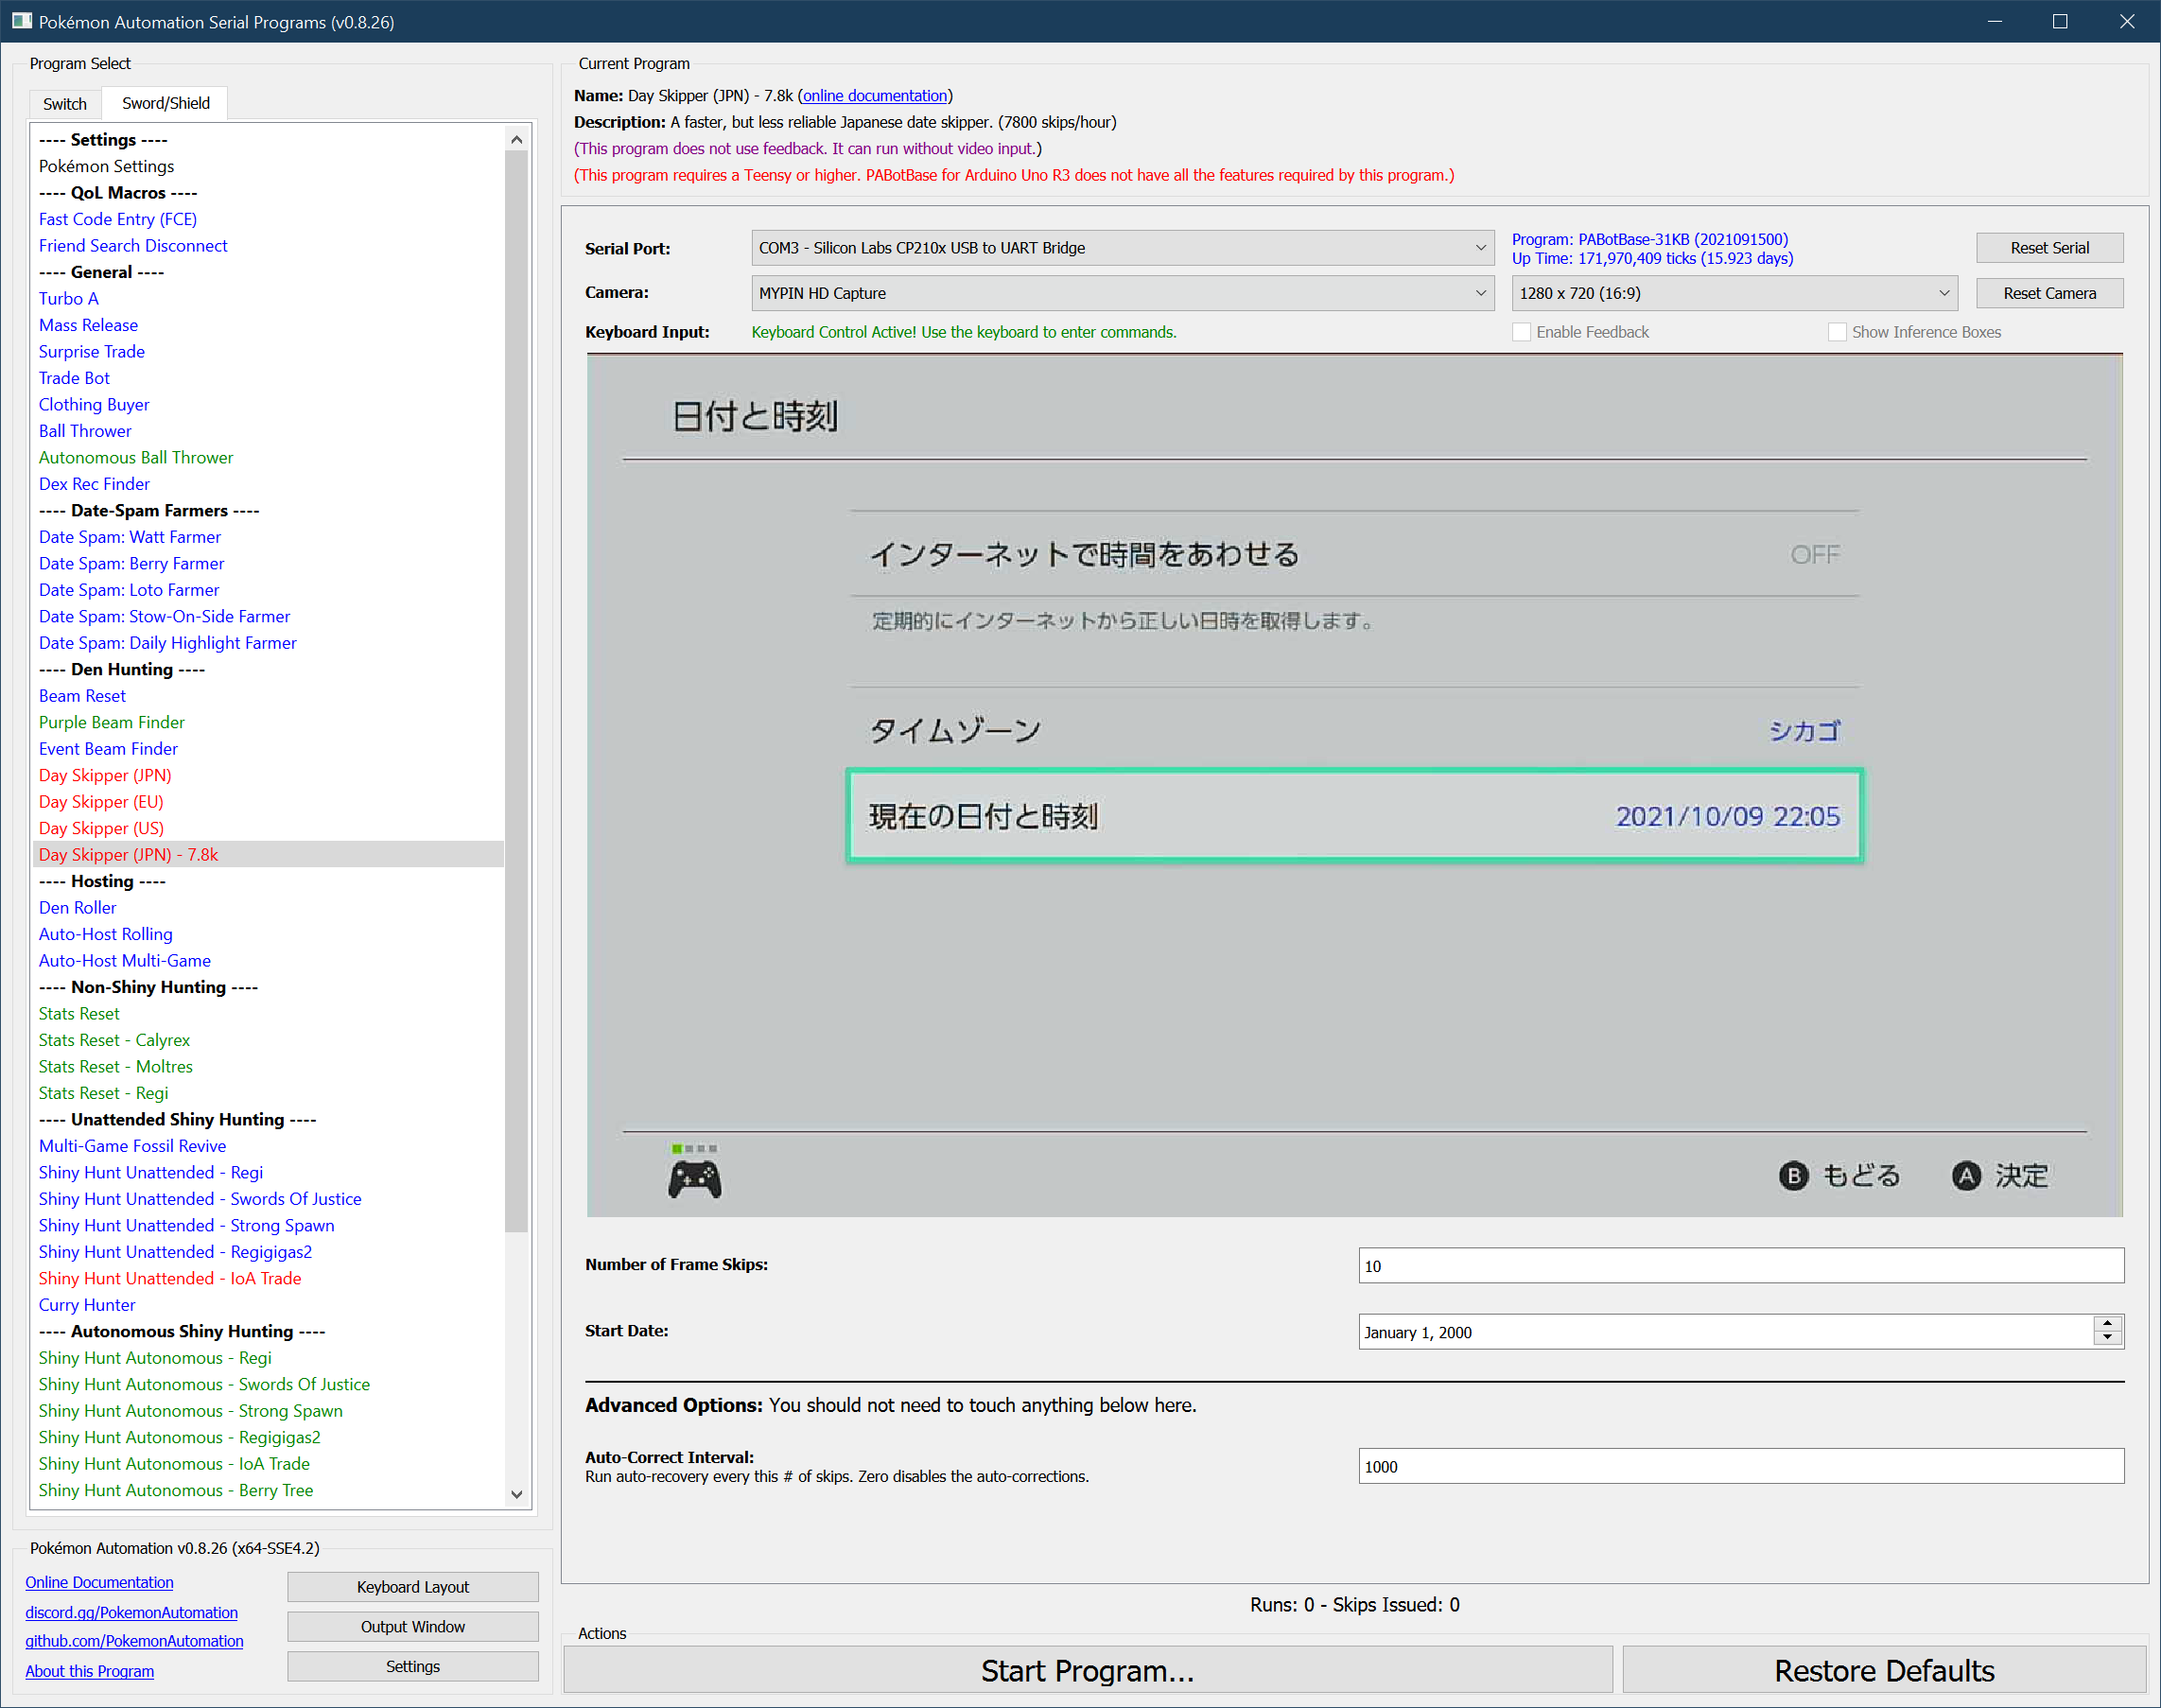 Pokémon Automation Serial Programs (v0.8.26)
Program Select
Switch
Sword/Shield
---- Settings ----
Pokémon Settings
---- QoL Macros ----
Fast Code Entry (FCE)
Friend Search Disconnect
---- General ----
Turbo A
Mass Release
Surprise Trade
Trade Bot
Clothing Buyer
Ball Thrower
Autonomous Ball Thrower
Dex Rec Finder
---- Date-Spam Farmers ----
Date Spam: Watt Farmer
Date Spam: Berry Farmer
Date Spam: Loto Farmer
Date Spam: Stow-On-Side Farmer
Date Spam: Daily Highlight Farmer
---- Den Hunting ----
Beam Reset
Purple Beam Finder
Event Beam Finder
Day Skipper (JPN)
Day Skipper (EU)
Day Skipper (US)
Day Skipper (JPN) - 7.8k
---- Hosting ----
Den Roller
Auto-Host Rolling
Auto-Host Multi-Game
---- Non-Shiny Hunting ----
Stats Reset
Stats Reset - Calyrex
Stats Reset - Moltres
Stats Reset - Regi
---- Unattended Shiny Hunting ----
Multi-Game Fossil Revive
Shiny Hunt Unattended - Regi
Shiny Hunt Unattended - Swords Of Justice
Shiny Hunt Unattended - Strong Spawn
Shiny Hunt Unattended - Regigigas2
Shiny Hunt Unattended - IoA Trade
Curry Hunter
---- Autonomous Shiny Hunting ----
Shiny Hunt Autonomous - Regi
Shiny Hunt Autonomous - Swords Of Justice
Shiny Hunt Autonomous - Strong Spawn
Shiny Hunt Autonomous - Regigigas2
Shiny Hunt Autonomous - IoA Trade
Shiny Hunt Autonomous - Berry Tree
Pokémon Automation v0.8.26 (x64-SSE4.2)
Online Documentation
discord.gg/PokemonAutomation
github.com/PokemonAutomation
About this Program
Keyboard Layout
Output Window
Settings
Current Program
Name: Day Skipper (JPN) - 7.8k (online documentation)
Description: A faster, but less reliable Japanese date skipper. (7800 skips/hour)
(This program does not use feedback. It can run without video input.)
(This program requires a Teensy or higher. PABotBase for Arduino Uno R3 does not have all the features required by this program.)
Serial Port:
COM3 - Silicon Labs CP210x USB to UART Bridge
Program: PABotBase-31KB (2021091500)
Up Time: 171,970,409 ticks (15.923 days)
Reset Serial
Camera:
MYPIN HD Capture
1280 x 720 (16:9)
Reset Camera
Keyboard Input:
Keyboard Control Active! Use the keyboard to enter commands.
Enable Feedback
Show Inference Boxes
日付と時刻
インターネットで時間をあわせる OFF
定期的にインターネットから正しい日時を取得します。
タイムゾーン シカゴ
現在の日付と時刻 2021/10/09 22:05
B もどる A 決定
Number of Frame Skips:
10
Start Date:
January 1, 2000
Advanced Options: You should not need to touch anything below here.
Auto-Correct Interval:
Run auto-recovery every this # of skips. Zero disables the auto-corrections.
1000
Runs: 0 - Skips Issued: 0
Actions
Start Program...
Restore Defaults